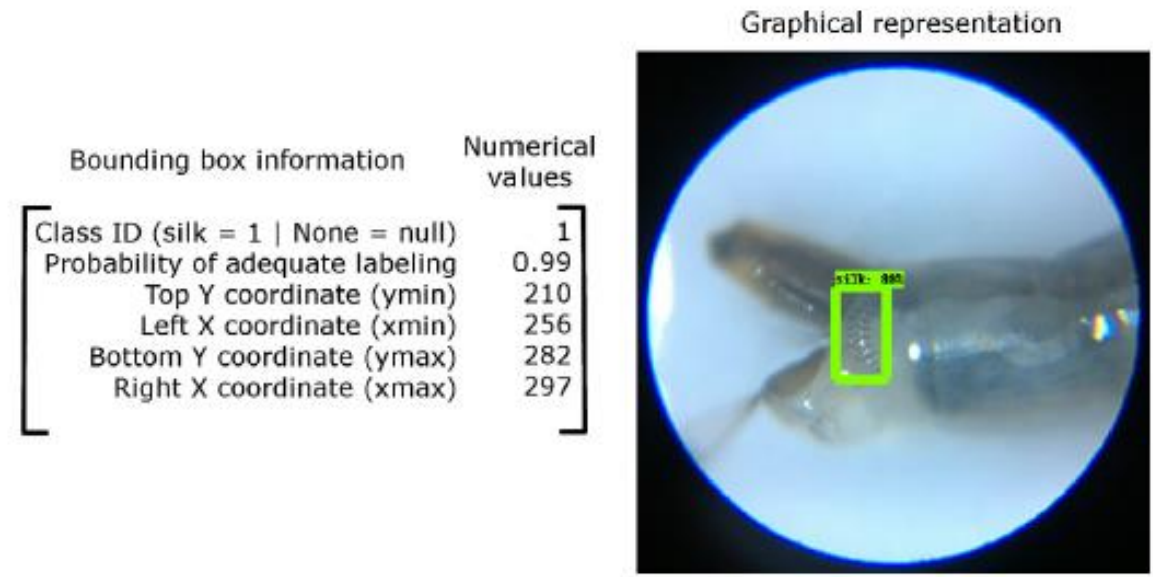 Graphical representation
Bounding box information
Numerical
values
Class ID (silk = 1 | None = null) 1
Probability of adequate labeling 0.99
Top Y coordinate (ymin) 210
Left X coordinate (xmin) 256
Bottom Y coordinate (ymax) 282
Right X coordinate (xmax) 297
silk: